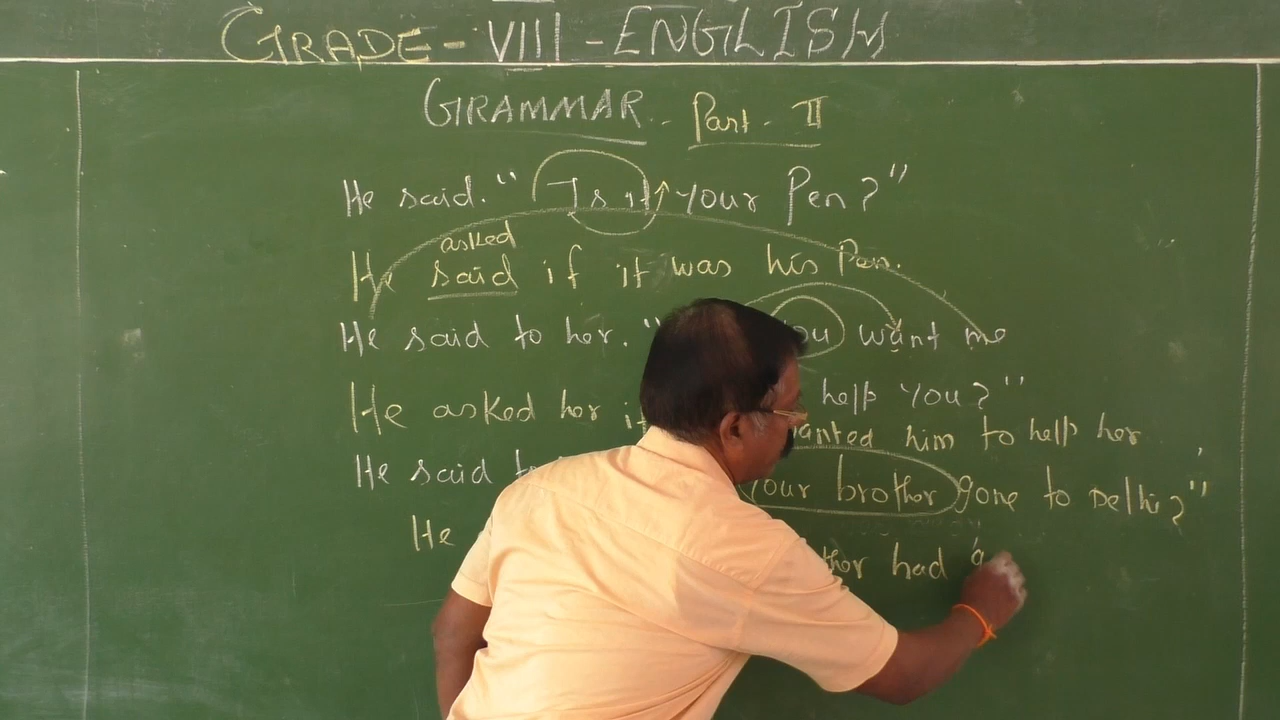 GRADE - VIII - ENGLISH
GRAMMAR - Part - II
He said. " Is it your Pen?"
asked
He said if it was his Pen.
He said to her. " you want me
help you?"
He asked her if wanted him to help her
He said to your brother gone to Delhi?"
He had